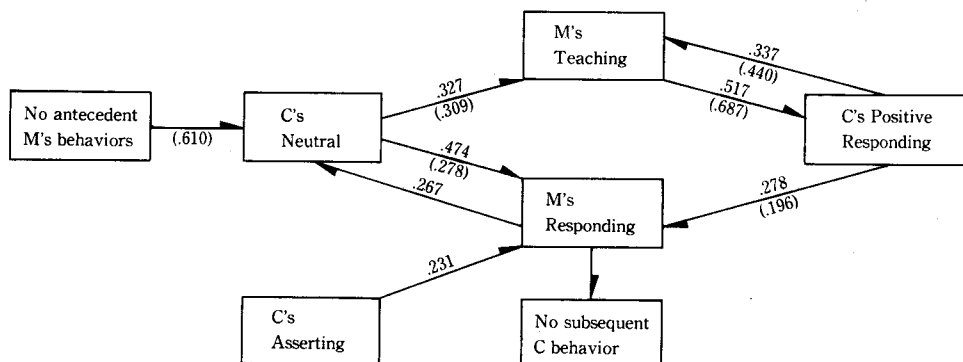 M's
Teaching
.337
(.440)
.327
(.309)
.517
(.687)
No antecedent
M's behaviors
(.610)
C's
Neutral
C's Positive
Responding
.474
(.278)
.267
M's
Responding
.278
(.196)
.231
C's
Asserting
No subsequent
C behavior